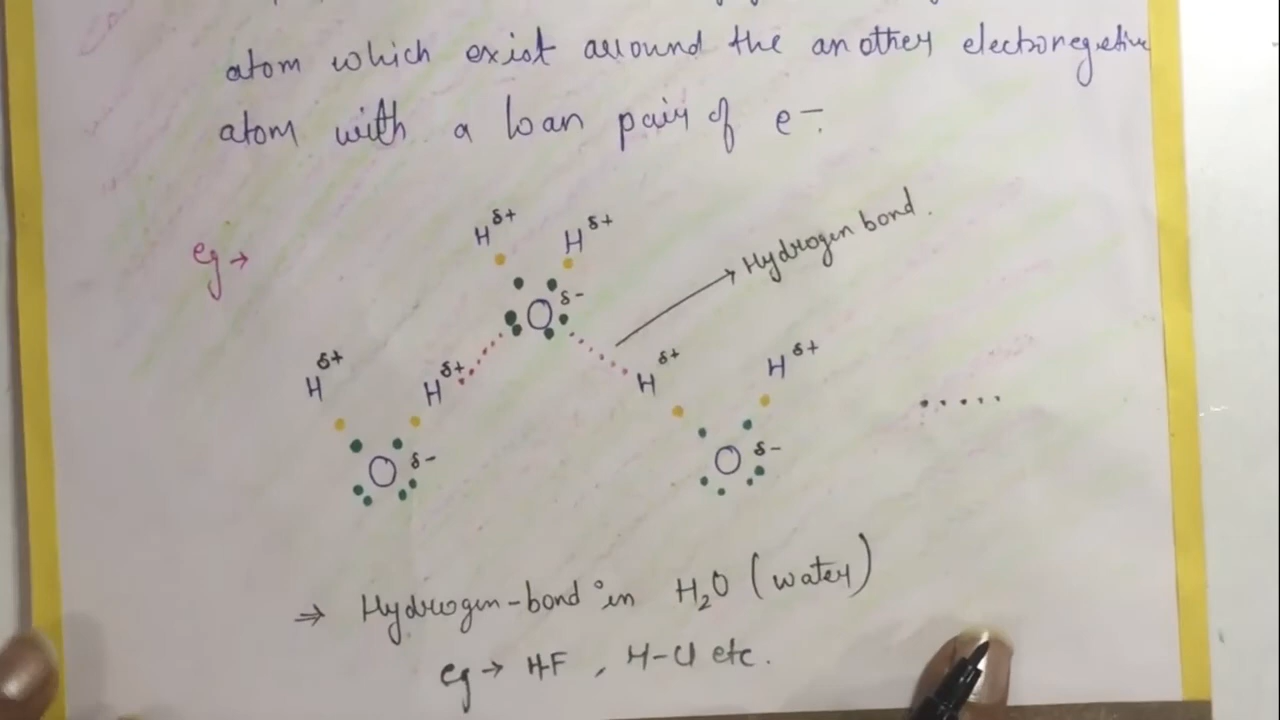 atom which exist around the another electronegative
atom with a loan pair of e-.
eg →
H δ+ H δ+
O δ-
Hydrogen bond.
H δ+ H δ+ H δ+ H δ+
O δ- O δ-
.....
⇒ Hydrogen-bond in H₂O (water)
eg → H-F , H-Cl etc.